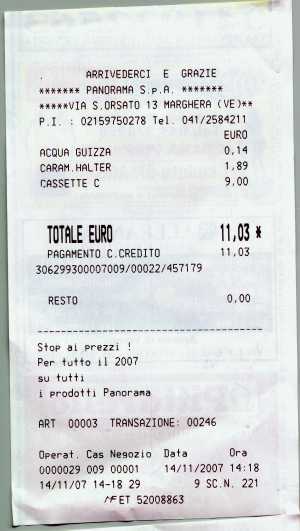 . ARRIVEDERCI E GRAZIE
******* PANORAMA S.p.A. *******
*****VIA S.ORSATO 13 MARGHERA (VE)**
P.I. : 02159750278 Tel. 041/2584211
EURO
ACQUA GUIZZA 0,14
CARAM.HALTER 1,89
CASSETTE C 9,00
TOTALE EURO 11,03 *
PAGAMENTO C.CREDITO 11,03
306299300007009/00022/457179
RESTO 0,00
----------------------------------------
Stop ai prezzi !
Per tutto il 2007
su tutti
i prodotti Panorama
ART 00003 TRANSAZIONE: 00246
Operat. Cas Negozio Data Ora
0000029 009 00001 14/11/2007 14:18
14/11/07 14-18 29 9 SC.N. 221
ET 52008863